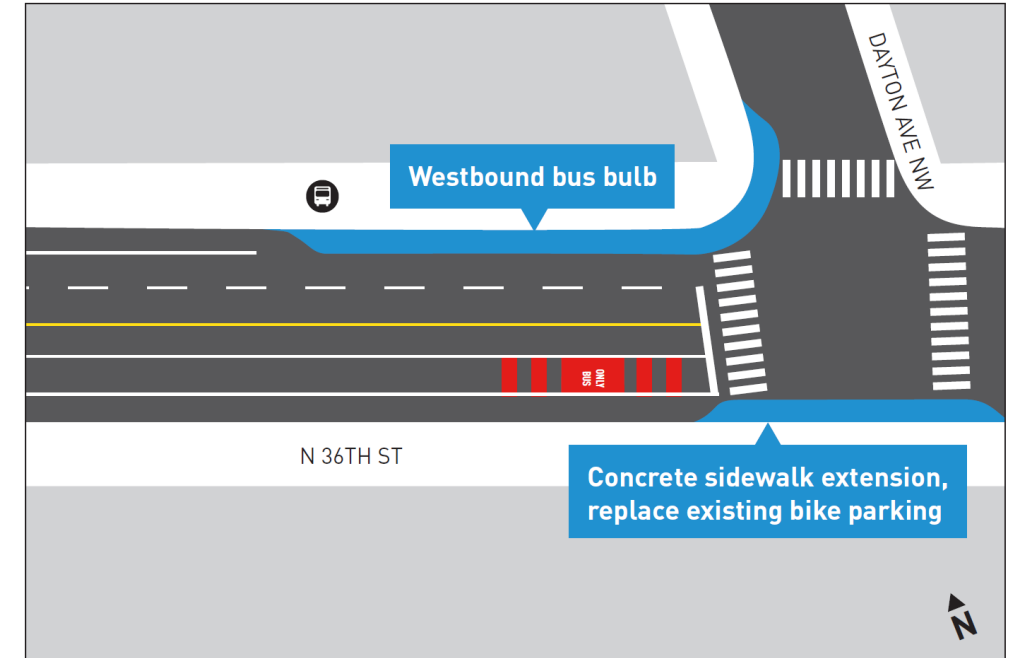 DAYTON AVE NW
Westbound bus bulb
ONLY
BUS
N 36TH ST
Concrete sidewalk extension,
replace existing bike parking
N